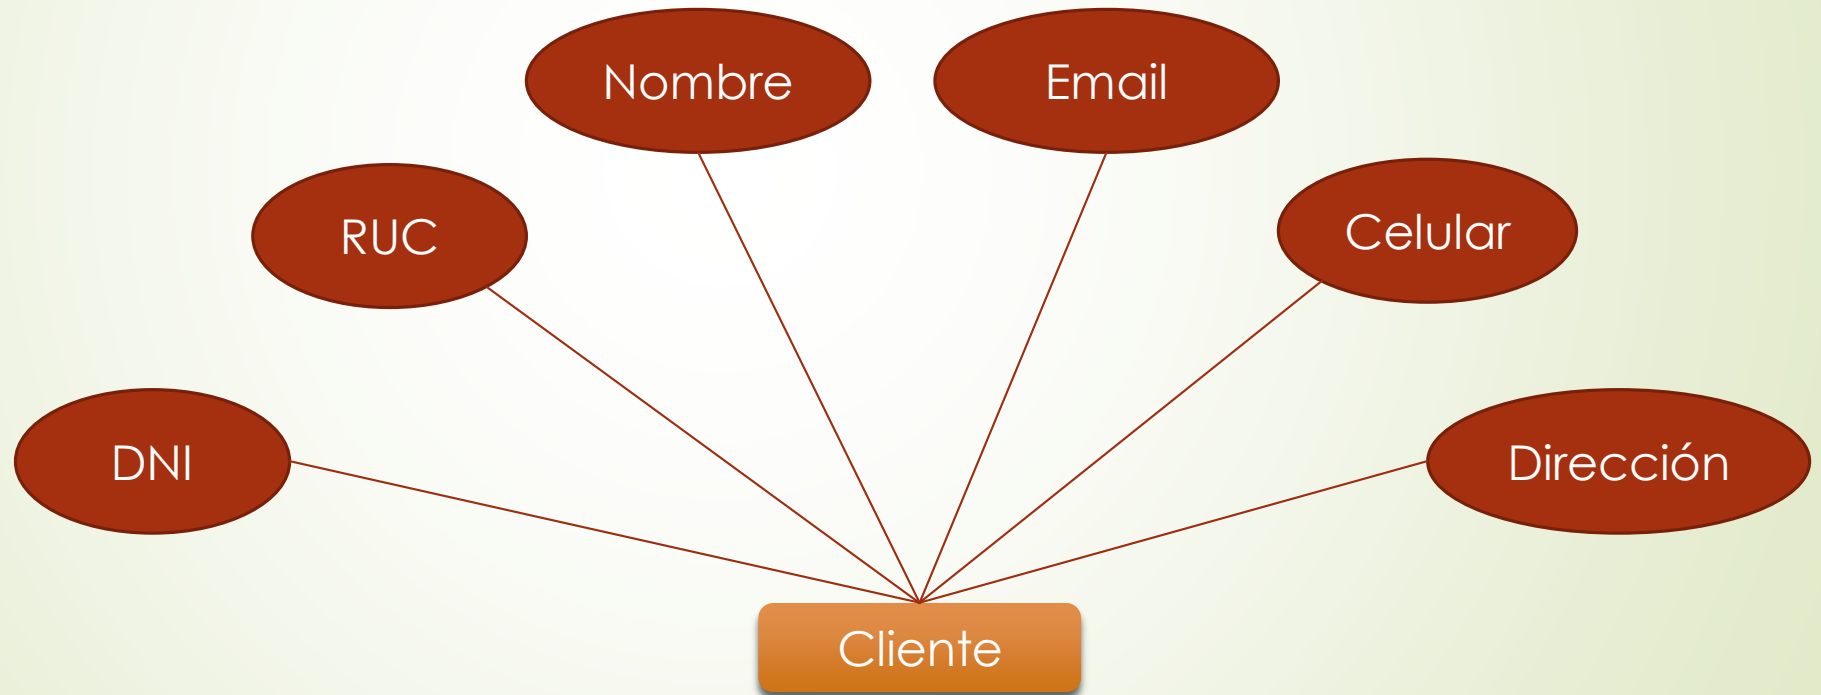 Nombre
Email
RUC
Celular
DNI
Dirección
Cliente